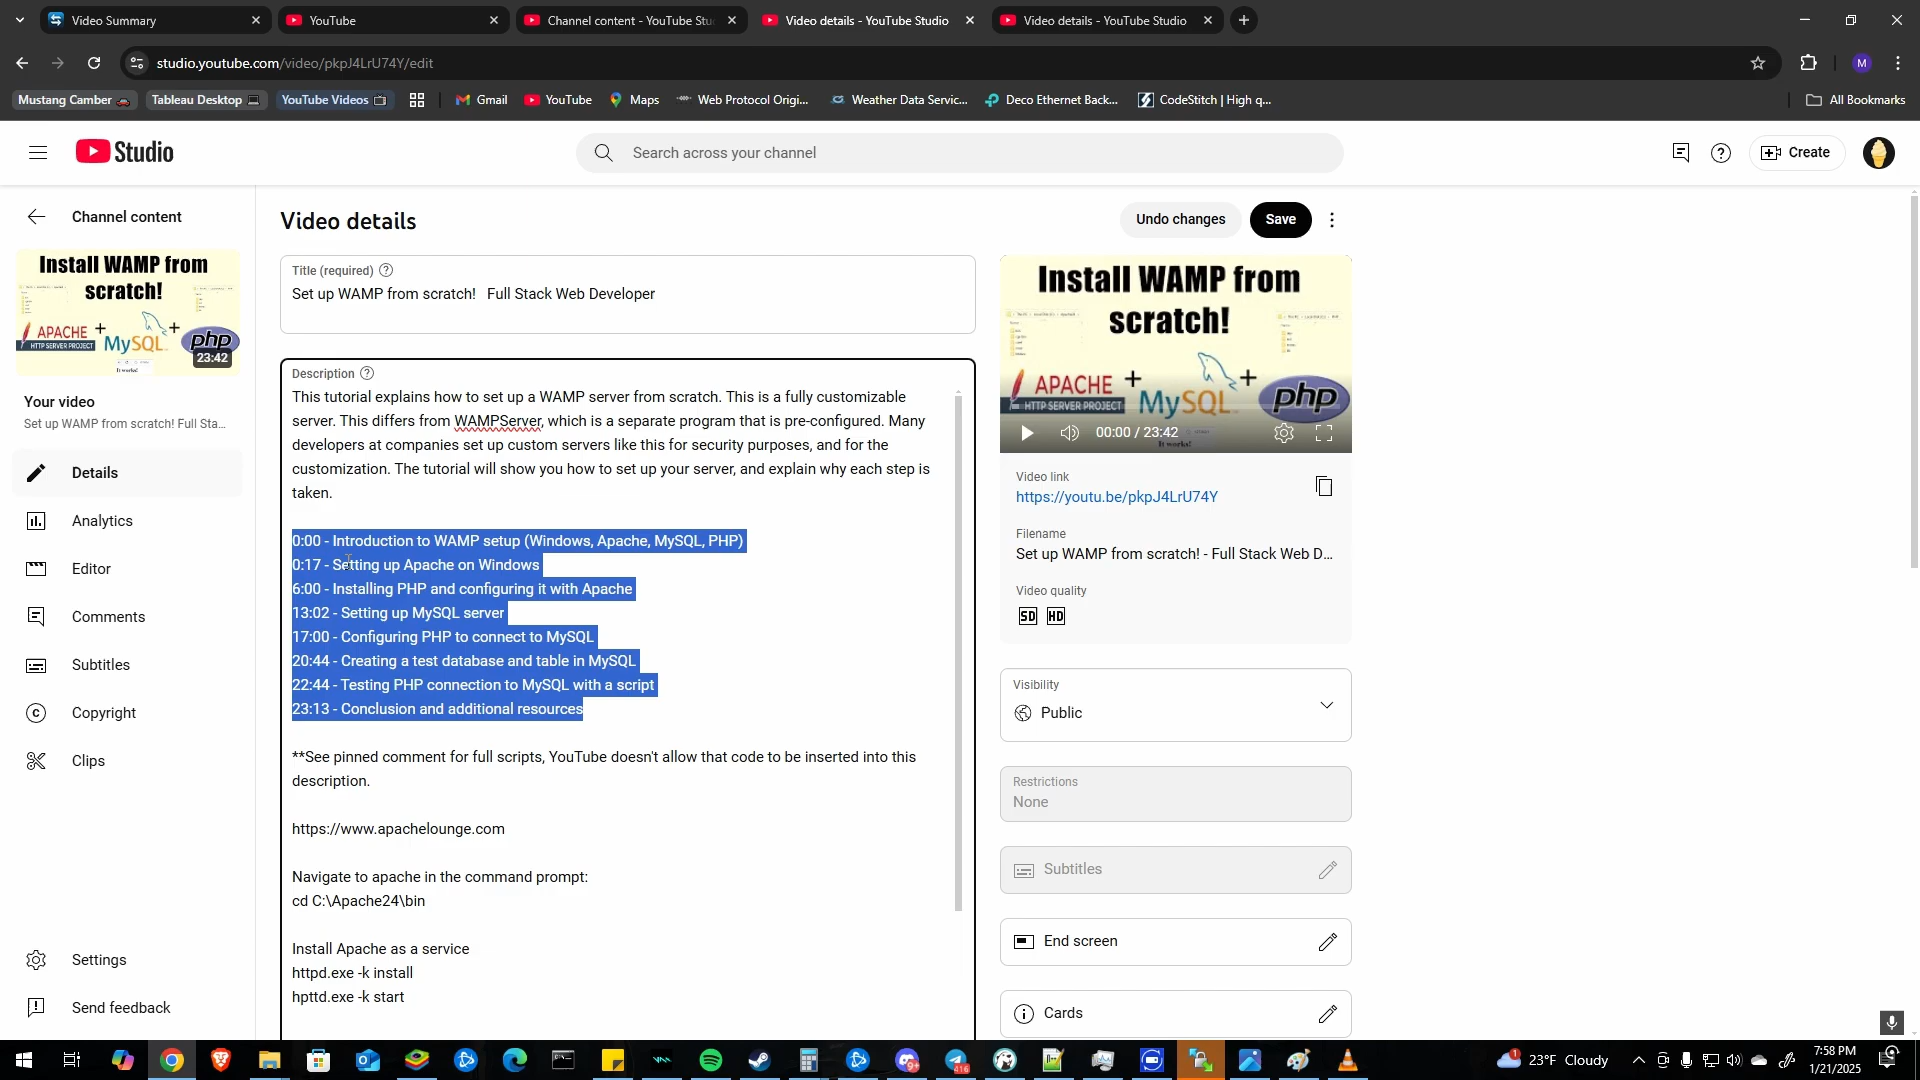 Video Summary
YouTube
Channel content - YouTube Stu
Video details - YouTube Studio
Video details - YouTube Studio
studio.youtube.com/video/pkpJ4LrU74Y/edit
M
Mustang Camber
Tableau Desktop
YouTube Videos
Gmail
YouTube
Maps
Web Protocol Origi...
Weather Data Servic...
Deco Ethernet Back...
CodeStitch | High q...
All Bookmarks
Studio
Search across your channel
Create
Channel content
Install WAMP from
scratch!
APACHE + MySQL + php
HTTP SERVER PROJECT
It works!
23:42
Your video
Set up WAMP from scratch! Full Sta...
Details
Analytics
Editor
Comments
Subtitles
Copyright
Clips
Settings
Send feedback
Video details
Undo changes
Save
Title (required)
Set up WAMP from scratch!   Full Stack Web Developer
Description
This tutorial explains how to set up a WAMP server from scratch. This is a fully customizable
server. This differs from WAMPServer, which is a separate program that is pre-configured. Many
developers at companies set up custom servers like this for security purposes, and for the
customization. The tutorial will show you how to set up your server, and explain why each step is
taken.
0:00 - Introduction to WAMP setup (Windows, Apache, MySQL, PHP)
0:17 - Setting up Apache on Windows
6:00 - Installing PHP and configuring it with Apache
13:02 - Setting up MySQL server
17:00 - Configuring PHP to connect to MySQL
20:44 - Creating a test database and table in MySQL
22:44 - Testing PHP connection to MySQL with a script
23:13 - Conclusion and additional resources
**See pinned comment for full scripts, YouTube doesn't allow that code to be inserted into this
description.
https://www.apachelounge.com
Navigate to apache in the command prompt:
cd C:\Apache24\bin
Install Apache as a service
httpd.exe -k install
hpttd.exe -k start
Install WAMP from
scratch!
APACHE + MySQL + php
HTTP SERVER PROJECT
It works!
00:00 / 23:42
Video link
https://youtu.be/pkpJ4LrU74Y
Filename
Set up WAMP from scratch! - Full Stack Web D...
Video quality
SD HD
Visibility
Public
Restrictions
None
Subtitles
End screen
Cards
9+
416
1
23°F Cloudy
7:58 PM
1/21/2025